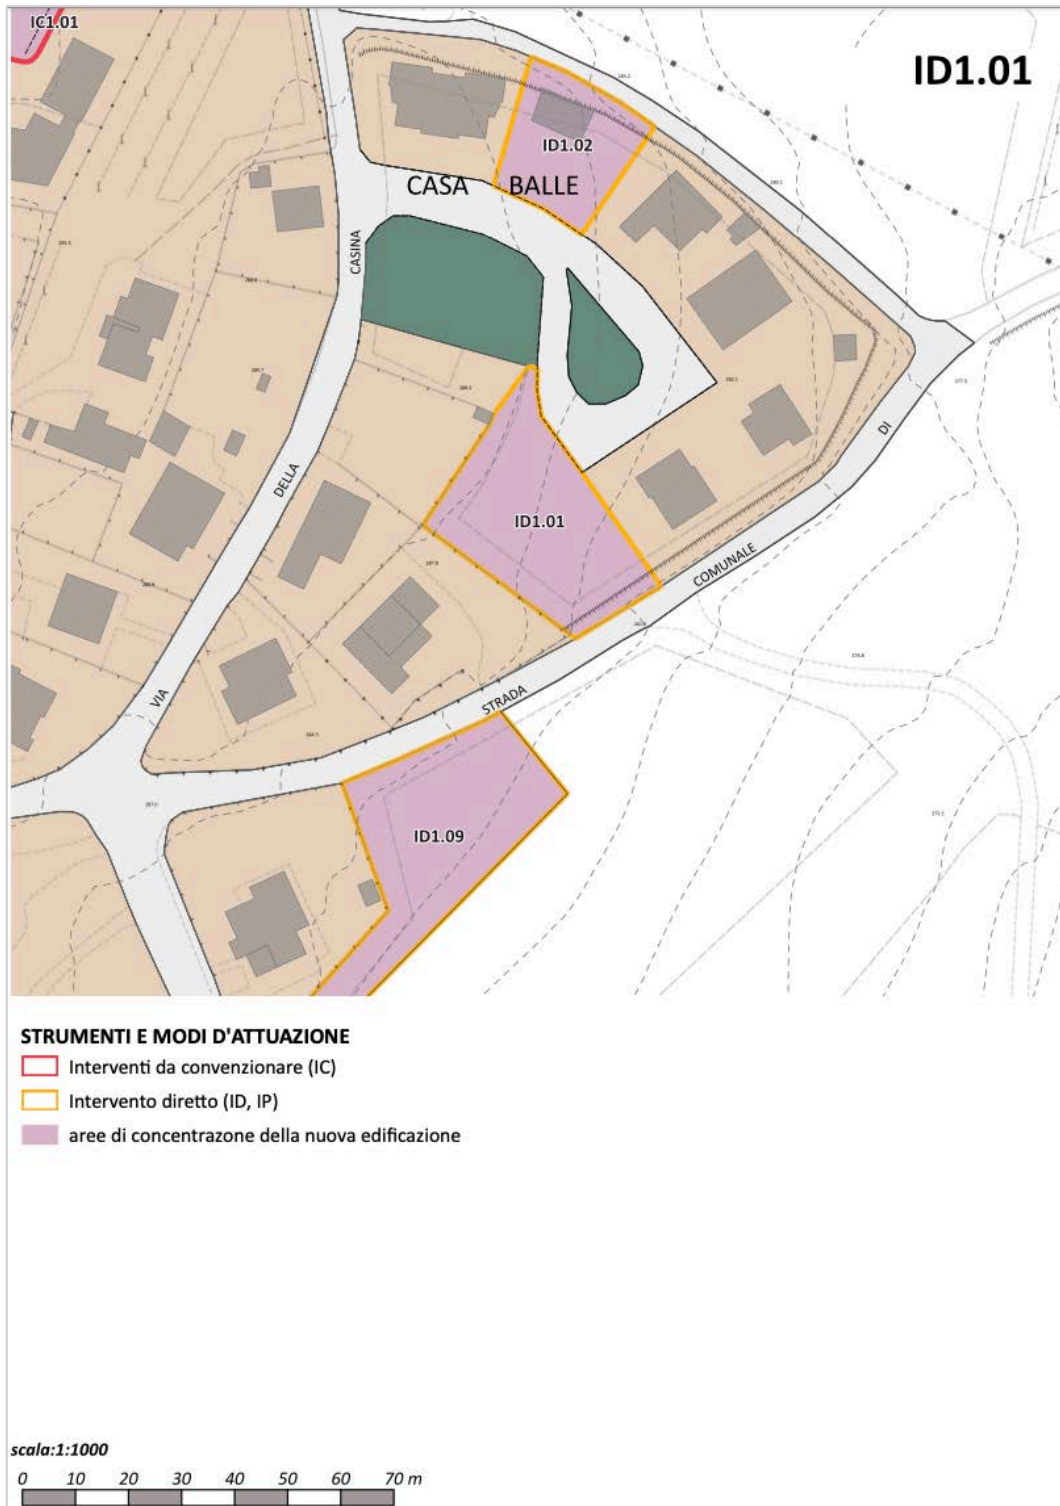 IC1.01
ID1.01
ID1.02
CASA BALLE
CASINA
DELLA
VIA
ID1.01
DI
COMUNALE
STRADA
ID1.09
STRUMENTI E MODI D'ATTUAZIONE
Interventi da convenzionare (IC)
Intervento diretto (ID, IP)
aree di concentrazone della nuova edificazione
scala:1:1000
0 10 20 30 40 50 60 70 m